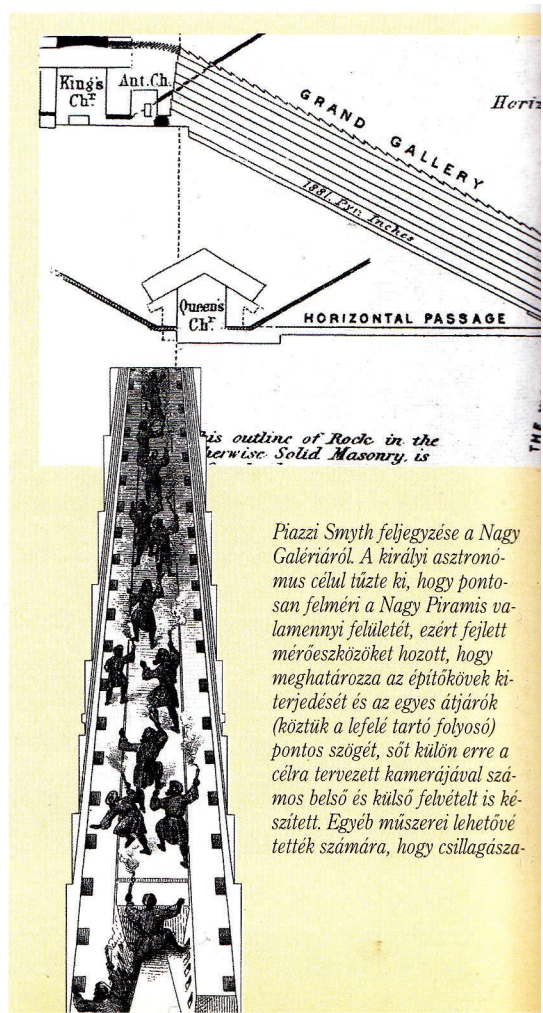 King's
Chr
Ant. Ch.
GRAND GALLERY
Horiz
1881. Pyr. Inches
Queen's
Chr
HORIZONTAL PASSAGE
THE
his outline of Rock in the
herwise Solid Masonry, is
Piazzi Smyth feljegyzése a Nagy
Galériáról. A királyi asztronó-
mus célul tűzte ki, hogy ponto-
san felméri a Nagy Piramis va-
lamennyi felületét, ezért fejlett
mérőeszközöket hozott, hogy
meghatározza az építőkövek ki-
terjedését és az egyes átjárók
(köztük a lefelé tartó folyosó)
pontos szögét, sőt külön erre a
célra tervezett kamerájával szá-
mos belső és külső felvételt is ké-
szített. Egyéb műszerei lehetővé
tették számára, hogy csillagásza-